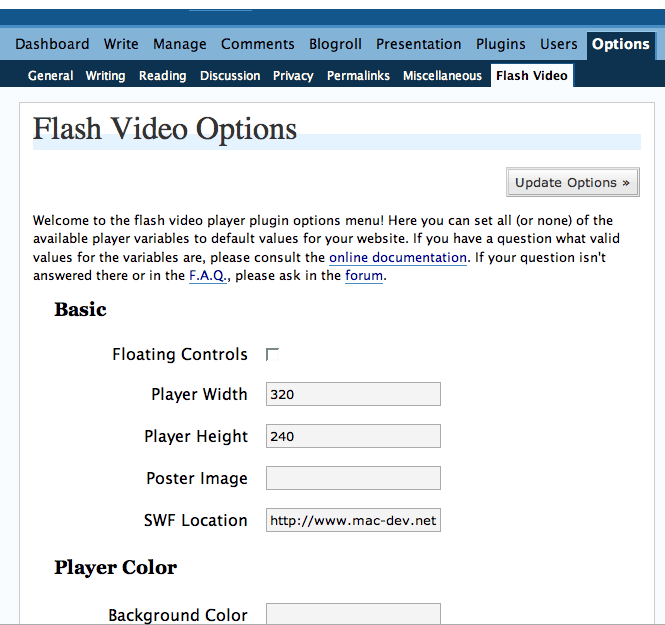 Dashboard Write Manage Comments Blogroll Presentation Plugins Users Options
General Writing Reading Discussion Privacy Permalinks Miscellaneous Flash Video
Flash Video Options
Update Options »
Welcome to the flash video player plugin options menu! Here you can set all (or none) of the
available player variables to default values for your website. If you have a question what valid
values for the variables are, please consult the online documentation. If your question isn't
answered there or in the F.A.Q., please ask in the forum.
Basic
Floating Controls
Player Width 320
Player Height 240
Poster Image
SWF Location http://www.mac-dev.net
Player Color
Background Color